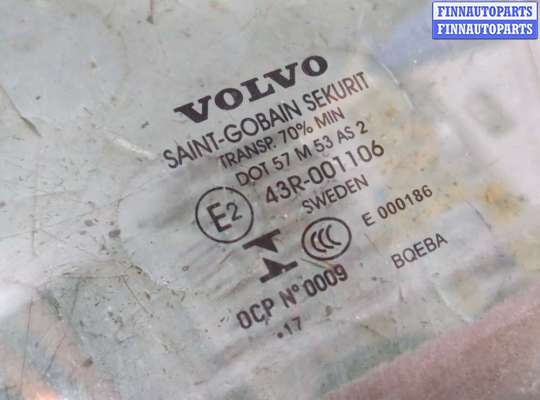 FINNAUTOPARTS
FINNAUTOPARTS
VOLVO
SAINT-GOBAIN SEKURIT
TRANSP. 70% MIN
DOT 57 M 53 AS 2
E2 43R-001106
SWEDEN
CCC E 000186
OCP N° 0009 BQEBA
.17